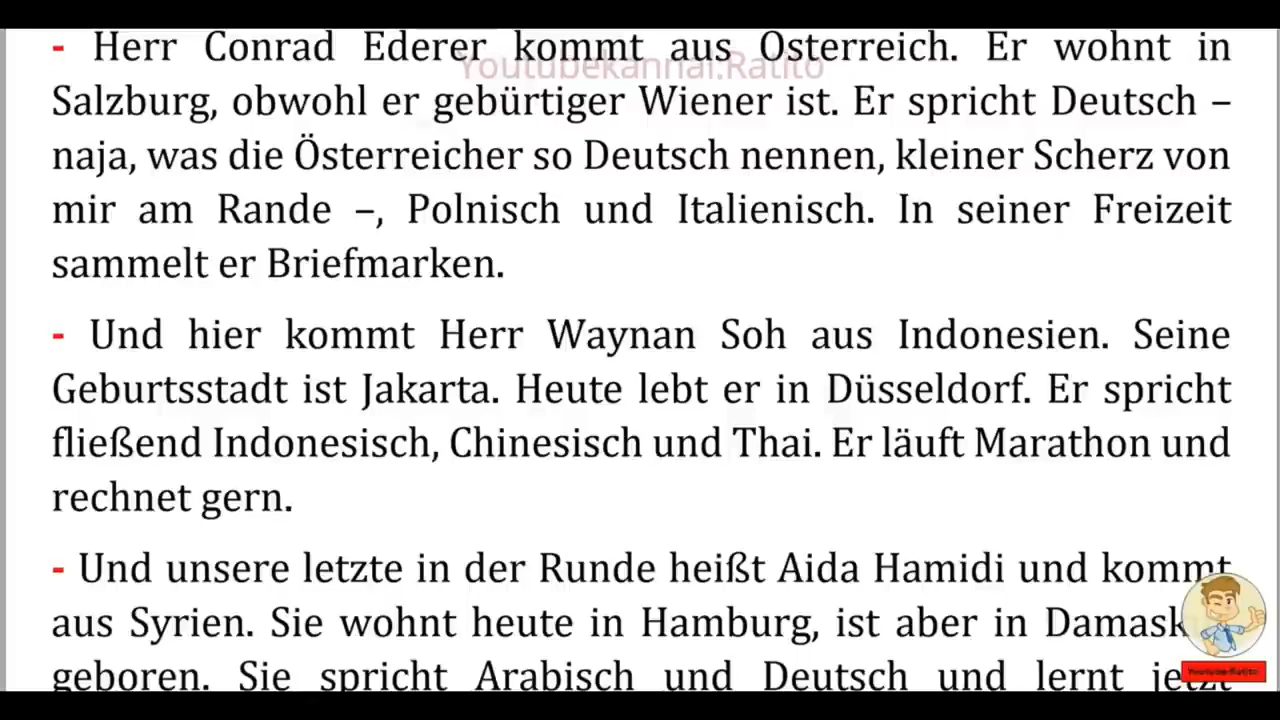 - Herr Conrad Ederer kommt aus Österreich. Er wohnt in
Youtubekannal:Ratito
Salzburg, obwohl er gebürtiger Wiener ist. Er spricht Deutsch –
naja, was die Österreicher so Deutsch nennen, kleiner Scherz von
mir am Rande –, Polnisch und Italienisch. In seiner Freizeit
sammelt er Briefmarken.
- Und hier kommt Herr Waynan Soh aus Indonesien. Seine
Geburtsstadt ist Jakarta. Heute lebt er in Düsseldorf. Er spricht
fließend Indonesisch, Chinesisch und Thai. Er läuft Marathon und
rechnet gern.
- Und unsere letzte in der Runde heißt Aida Hamidi und kommt
aus Syrien. Sie wohnt heute in Hamburg, ist aber in Damask
geboren. Sie spricht Arabisch und Deutsch und lernt jetzt
Youtube:Ratito